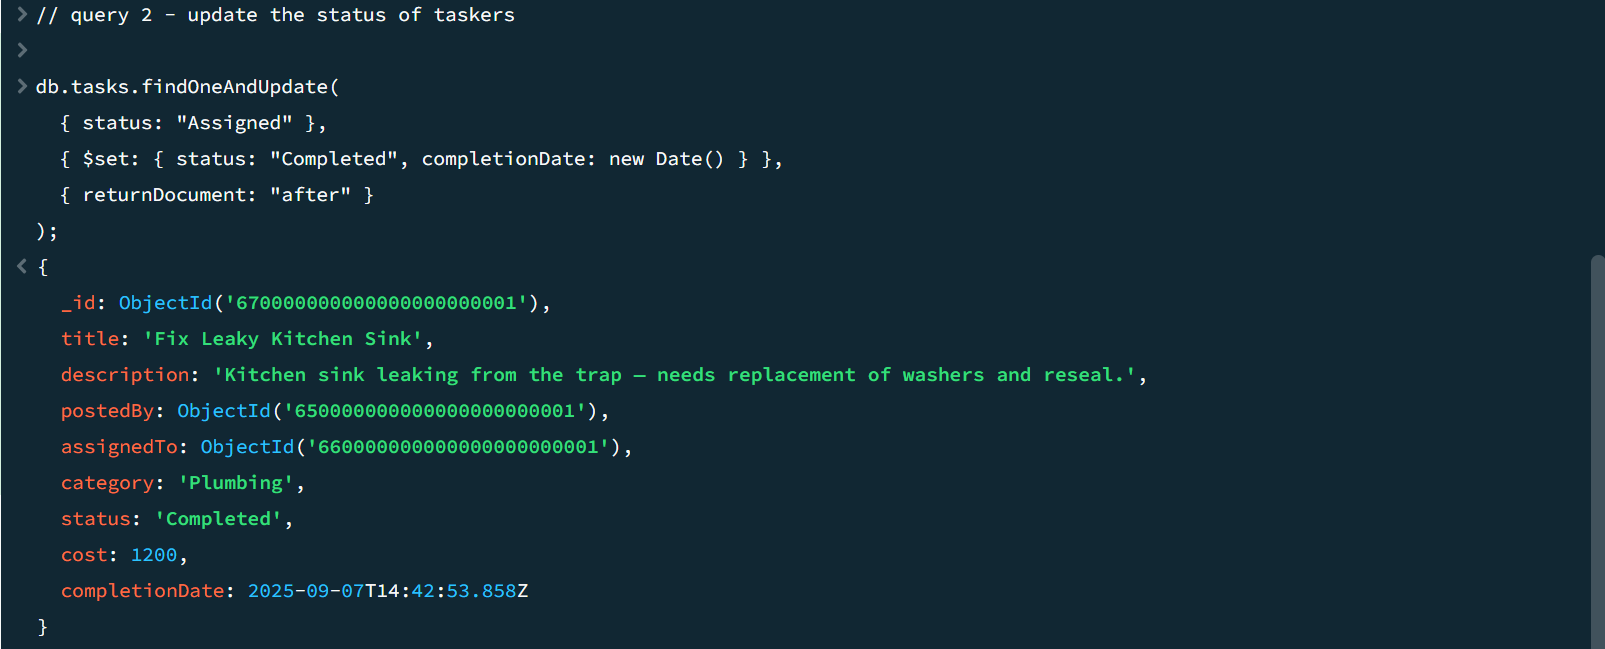 > // query 2 - update the status of taskers
>
> db.tasks.findOneAndUpdate(
{ status: "Assigned" },
{ $set: { status: "Completed", completionDate: new Date() } },
{ returnDocument: "after" }
);
< {
_id: ObjectId('670000000000000000000001'),
title: 'Fix Leaky Kitchen Sink',
description: 'Kitchen sink leaking from the trap — needs replacement of washers and reseal.',
postedBy: ObjectId('650000000000000000000001'),
assignedTo: ObjectId('660000000000000000000001'),
category: 'Plumbing',
status: 'Completed',
cost: 1200,
completionDate: 2025-09-07T14:42:53.858Z
}